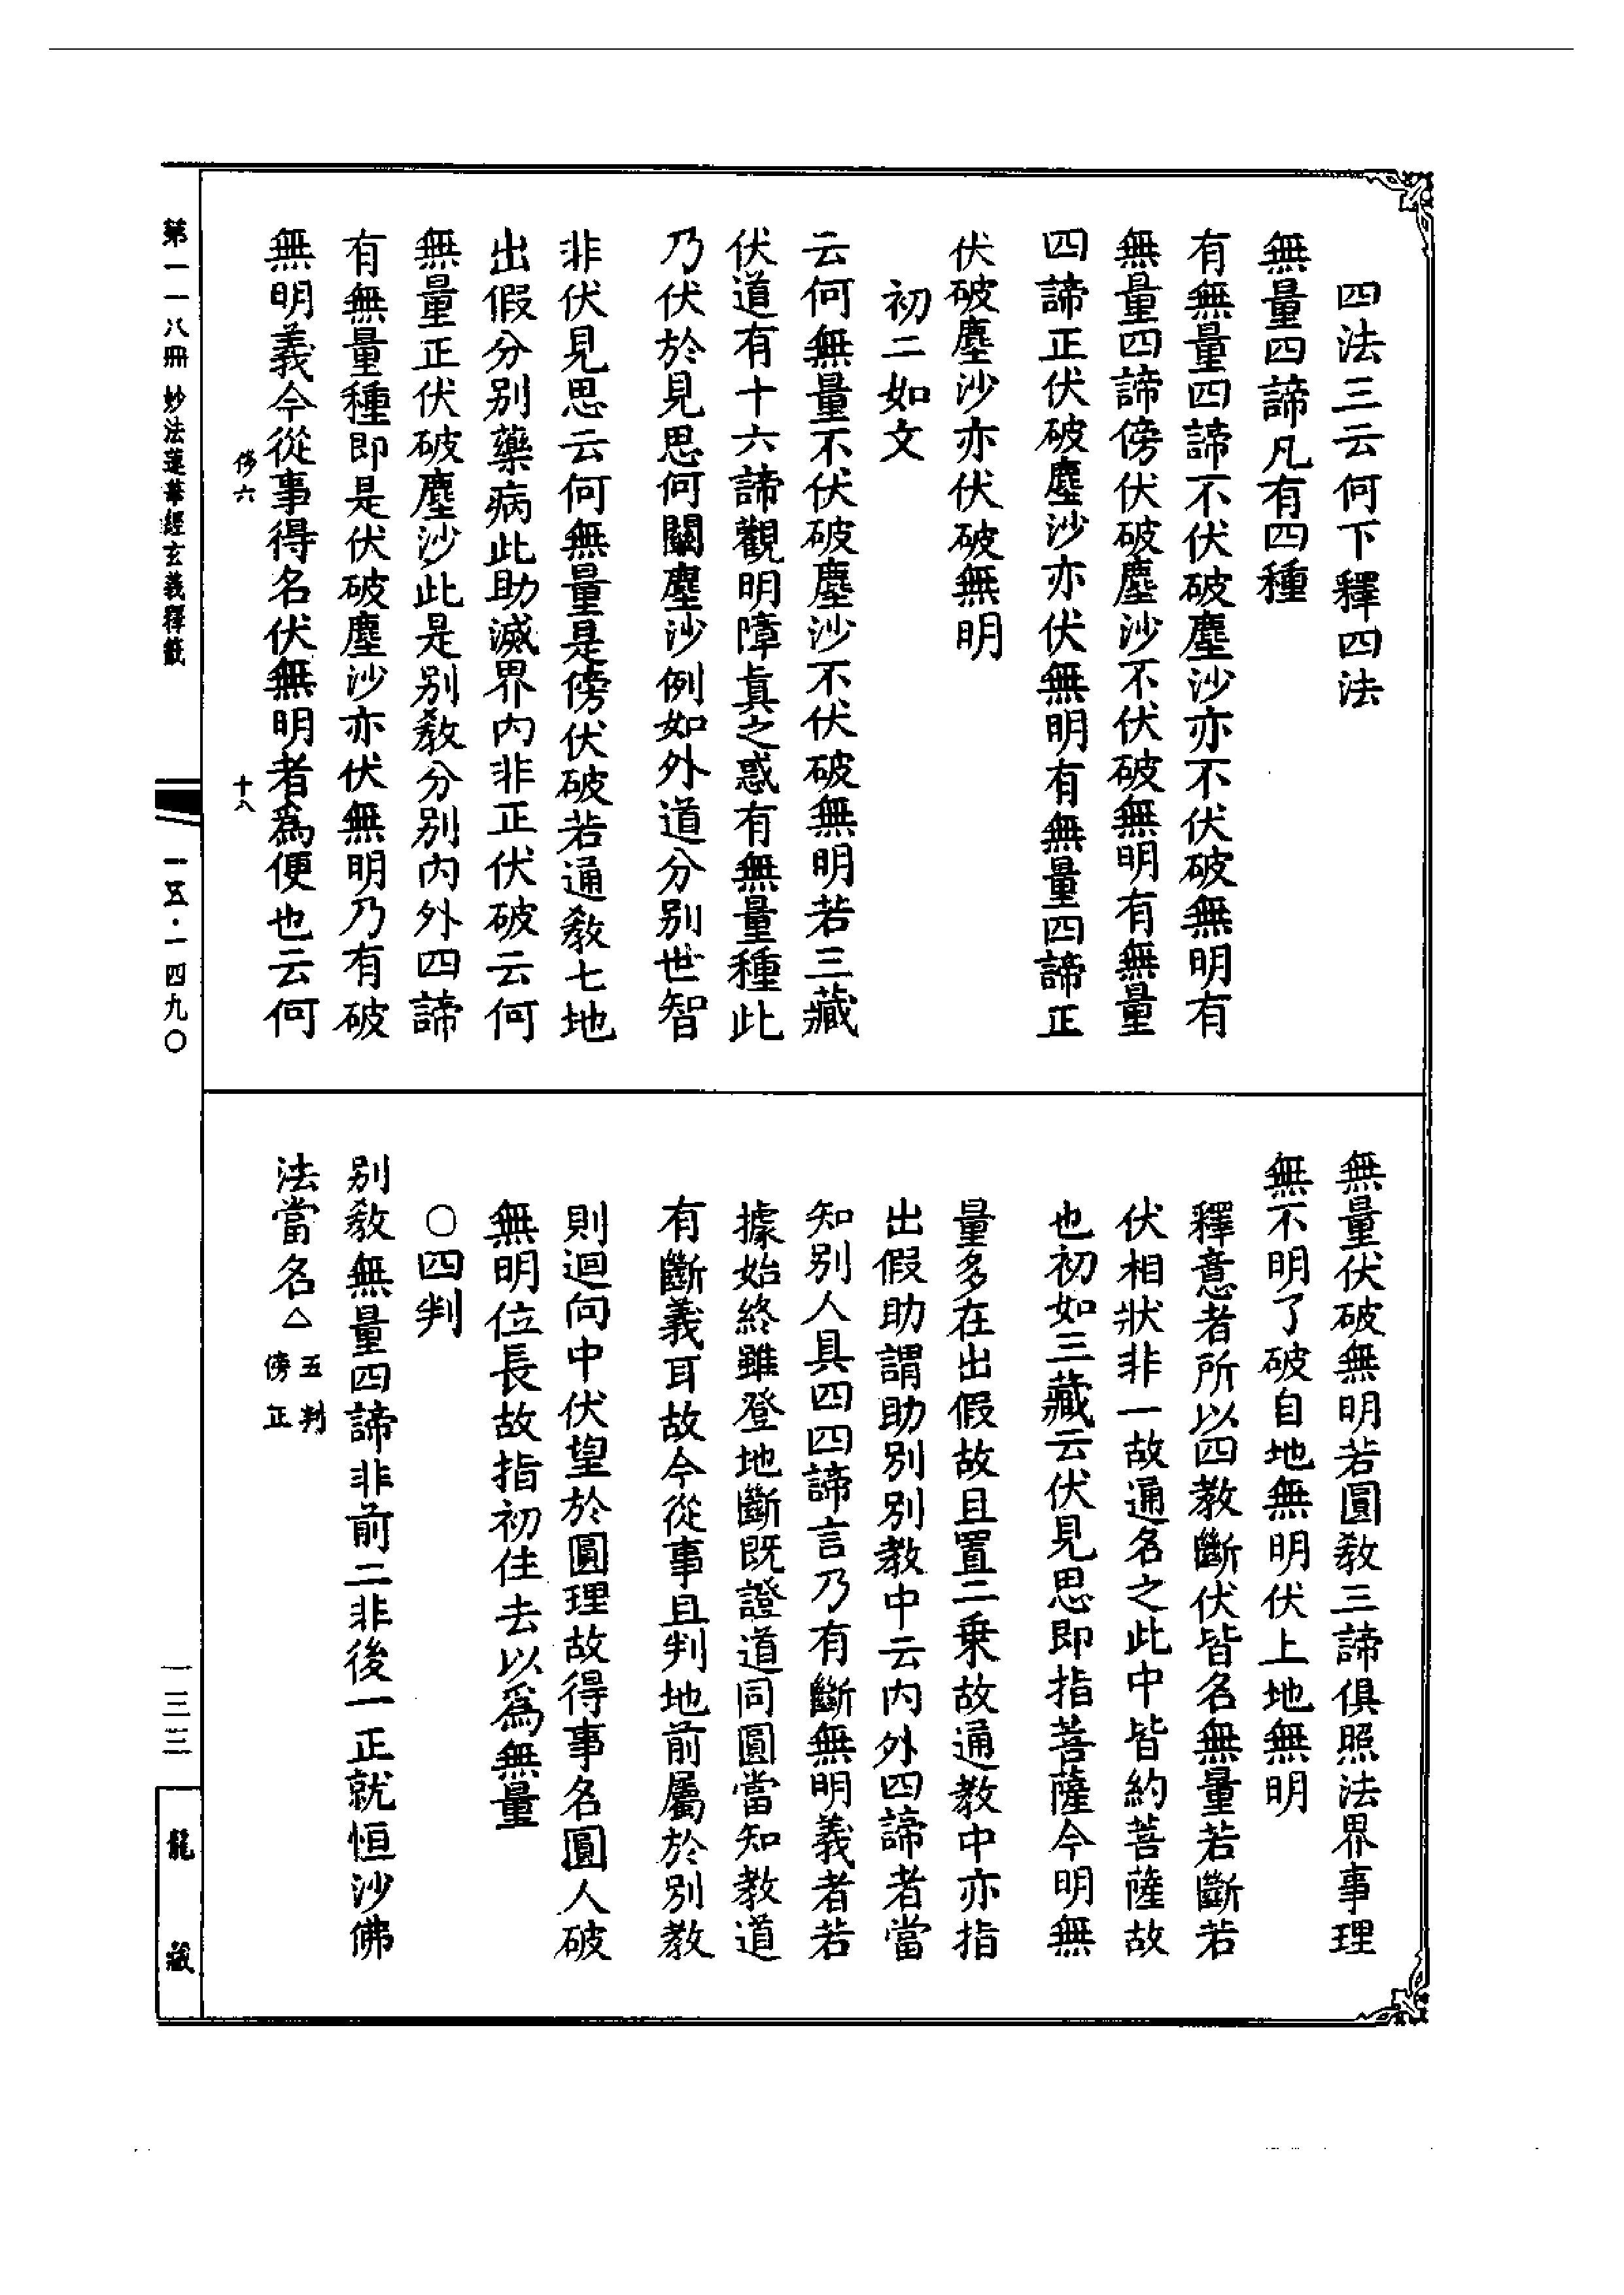 四法三云何下釋四法
無量四諦凡有四種
有無量四諦不伏破塵沙亦不伏破無明有
無量四諦傍伏破塵沙不伏破無明有無量
四諦正伏破塵沙亦伏無明有無量四諦正
伏破塵沙亦伏破無明
初二如文
云何無量不伏破塵沙不伏破無明若三藏
伏道有十六諦觀明障真之惑有無量種此
乃伏於見思何關塵沙例如外道分別世智
非伏見思云何無量是傍伏破若通教七地
出假分別藥病此助滅界內非正伏破云何
無量正伏破塵沙此是別教分別內外四諦
有無量種即是伏破塵沙亦伏無明乃有破
無明義今從事得名伏無明者為便也云何
無量伏破無明若圓教三諦俱照法界事理
無不明了破自地無明伏上地無明
釋意者所以四教斷伏皆名無量若斷若
伏相狀非一故通名之此中皆約菩薩故
也初如三藏云伏見思即指菩薩今明無
量多在出假故且置二乘故通教中亦指
出假助謂助別別教中云內外四諦者當
知別人具四四諦言乃有斷無明義者若
據始終雖登地斷既證道同圓當知教道
有斷義耳故今從事且判地前屬於別教
則迴向中伏望於圓理故得事名圓人破
無明位長故指初住去以為無量
○四判
別教無量四諦非前二非後一正就恒沙佛
法當名△五判傍正
第一一八冊 妙法蓮華經玄義釋籤
俢六
十八
一五·一四九〇
一三三
龍藏